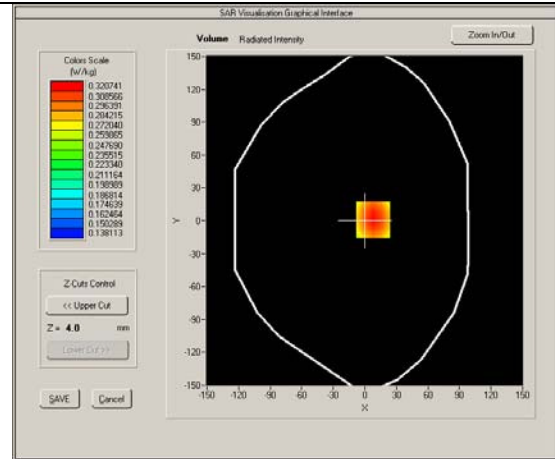 SAR Visualisation Graphical Interface
Volume Radiated Intensity
Zoom In/Out
Colors Scale
(W/kg)
0.320741
0.308566
0.296391
0.284215
0.272040
0.259865
0.247690
0.235515
0.223340
0.211164
0.198989
0.186814
0.174639
0.162464
0.150289
0.138113
Z-Cuts Control
<< Upper Cut
Z = 4.0 mm
Lower Cut >>
SAVE Cancel
150
120
90
60
30
0
-30
-60
-90
-120
-150
Y
-150 -120 -90 -60 -30 0 30 60 90 120 150
X